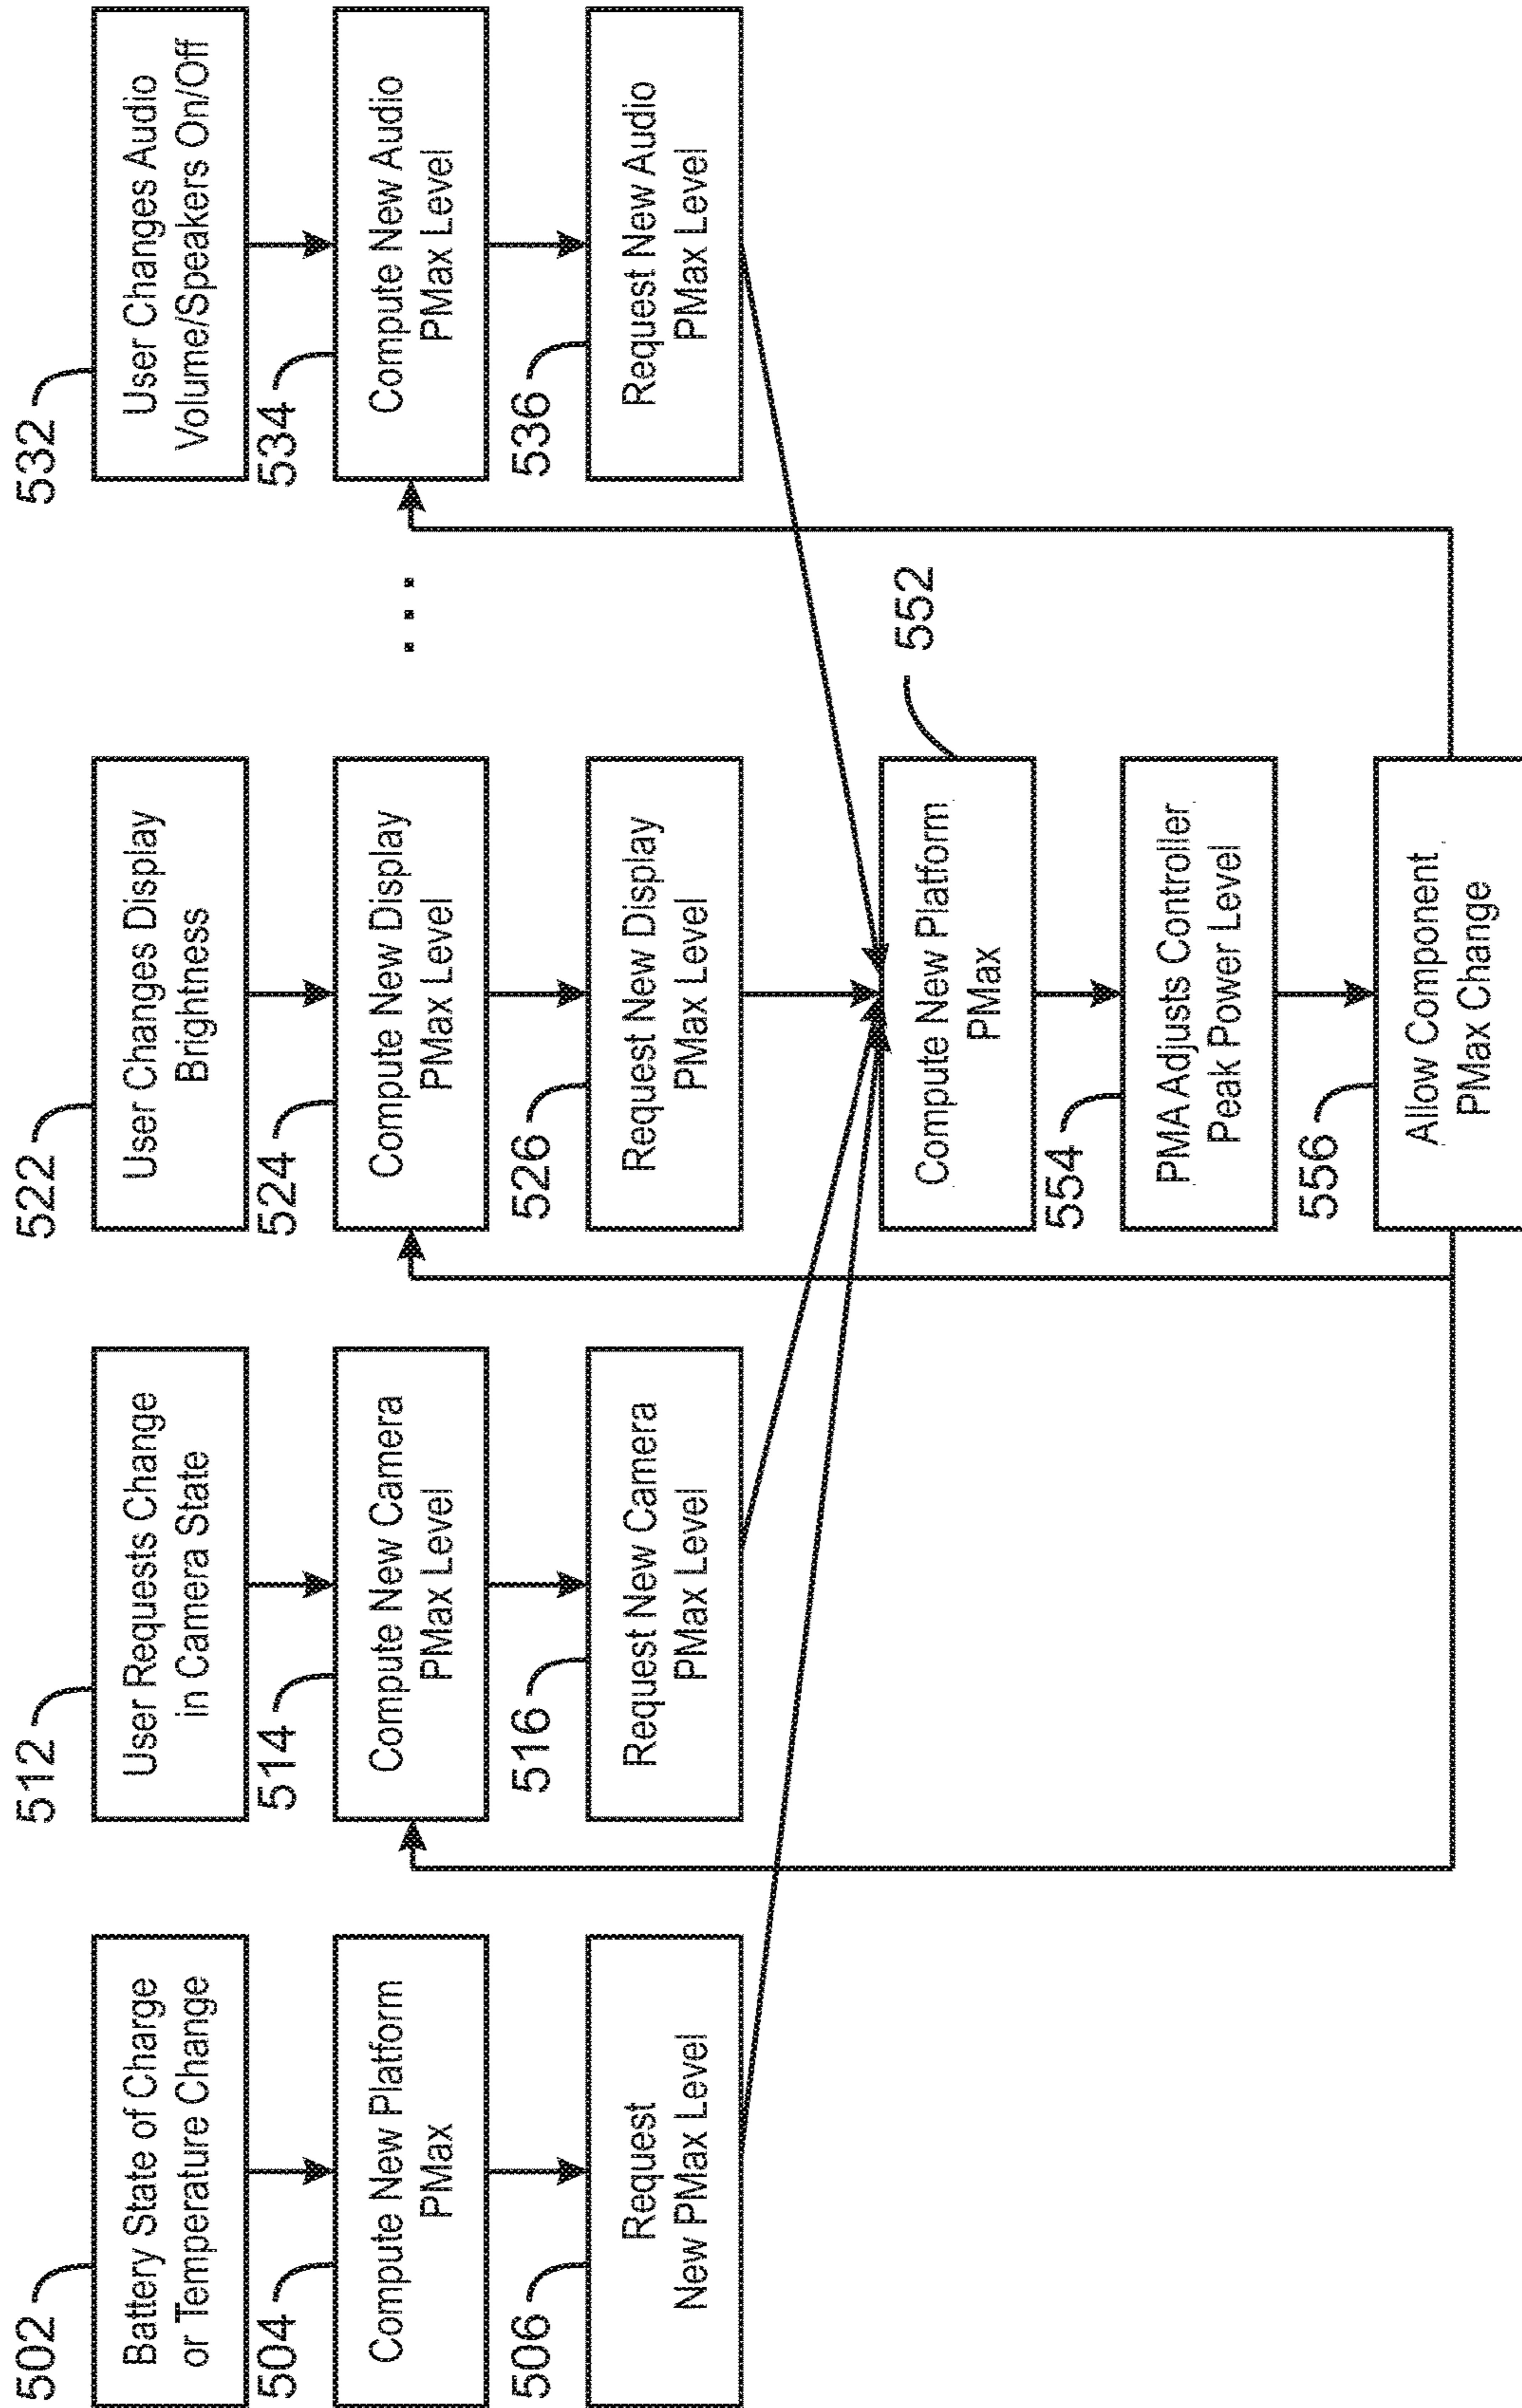 502
Battery State of Charge
or Temperature Change
504
Compute New Platform
PMax
506
Request
New PMax Level
512
User Requests Change
in Camera State
514
Compute New Camera
PMax Level
516
Request New Camera
PMax Level
522
User Changes Display
Brightness
524
Compute New Display
PMax Level
526
Request New Display
PMax Level
...
532
User Changes Audio
Volume/Speakers On/Off
534
Compute New Audio
PMax Level
536
Request New Audio
PMax Level
552
Compute New Platform
PMax
554
PMA Adjusts Controller
Peak Power Level
556
Allow Component
PMax Change